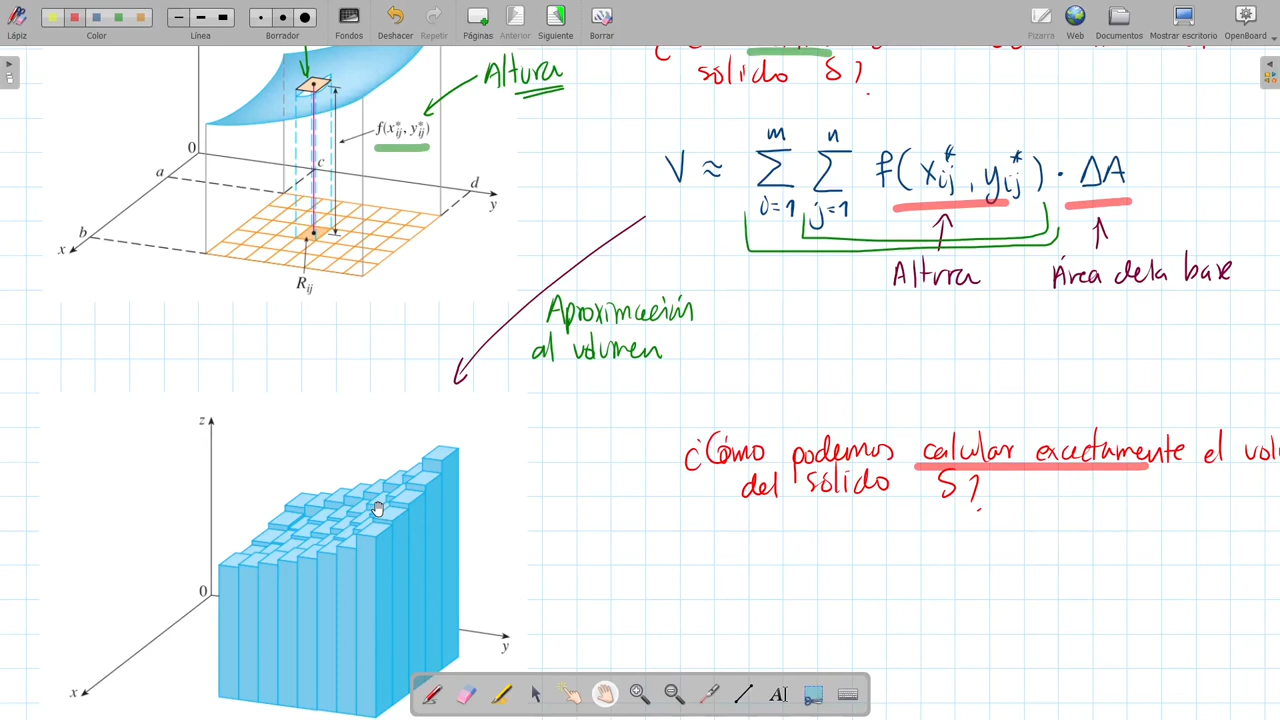 Lápiz
Color
Línea
Borrador
Fondos
Deshacer
Repetir
Páginas
Siguiente
Borrar
Pizarra
Web
Documentos
Mostrar escritorio
OpenBoard
Altura
f(x*ij, y*ij)
0
a
b
c
d
y
x
Rij
sólido S?
V ≈ m∑i=1 n∑j=1 f(x*ij, y*ij) · ΔA
Altura
Área de la base
Aproximación
al volumen
z
0
y
x
¿Cómo podemos calcular exactamente el
del sólido S?
AI